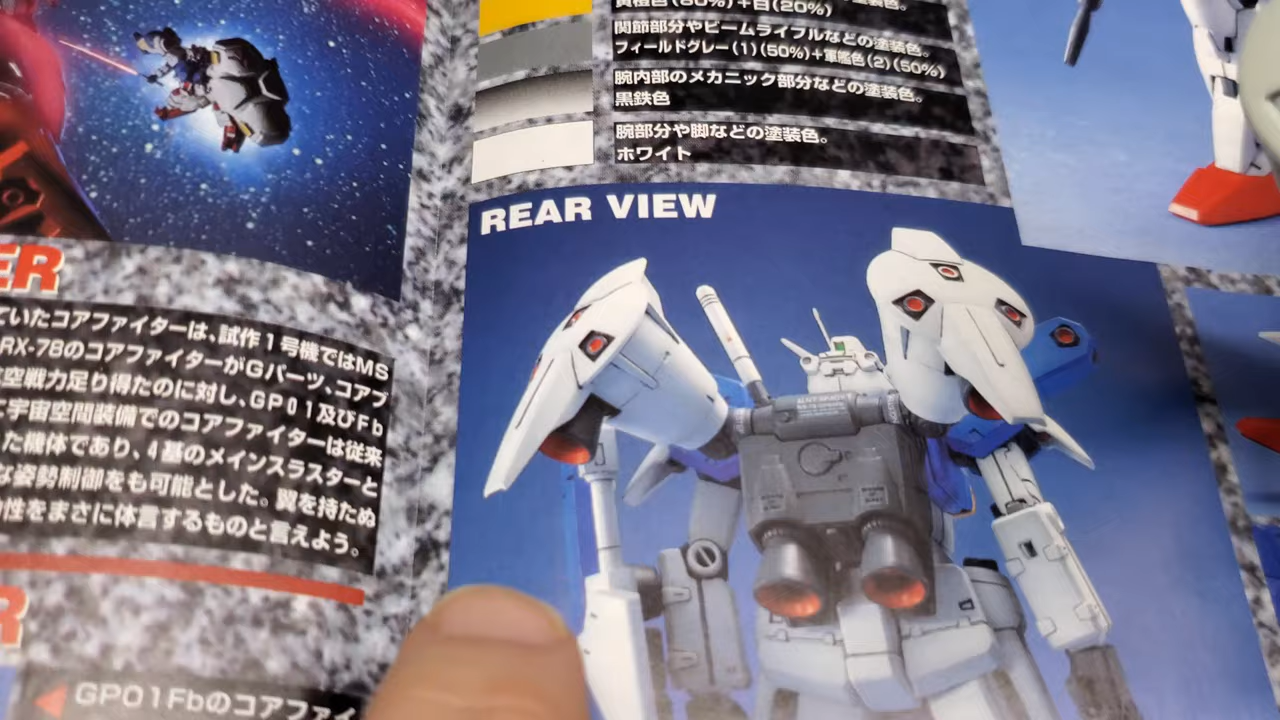 黄橙色(80%)+白(20%)
関節部分やビームライフルなどの塗装色。
フィールドグレー(1)(50%)+軍艦色(2)(50%)
腕内部のメカニック部分などの塗装色。
黒鉄色
腕部分や脚などの塗装色。
ホワイト
REAR VIEW
ER
ていたコアファイターは、試作1号機ではMS
RX-78のコアファイターがGパーツ、コアブ
空戦力足り得たのに対し、GP01及びFb
宇宙空間装備でのコアファイターは従来
た機体であり、4基のメインスラスターと
な姿勢制御をも可能とした。翼を持たぬ
性をまさに体言するものと言えよう。
R
GP01Fbのコアファイ